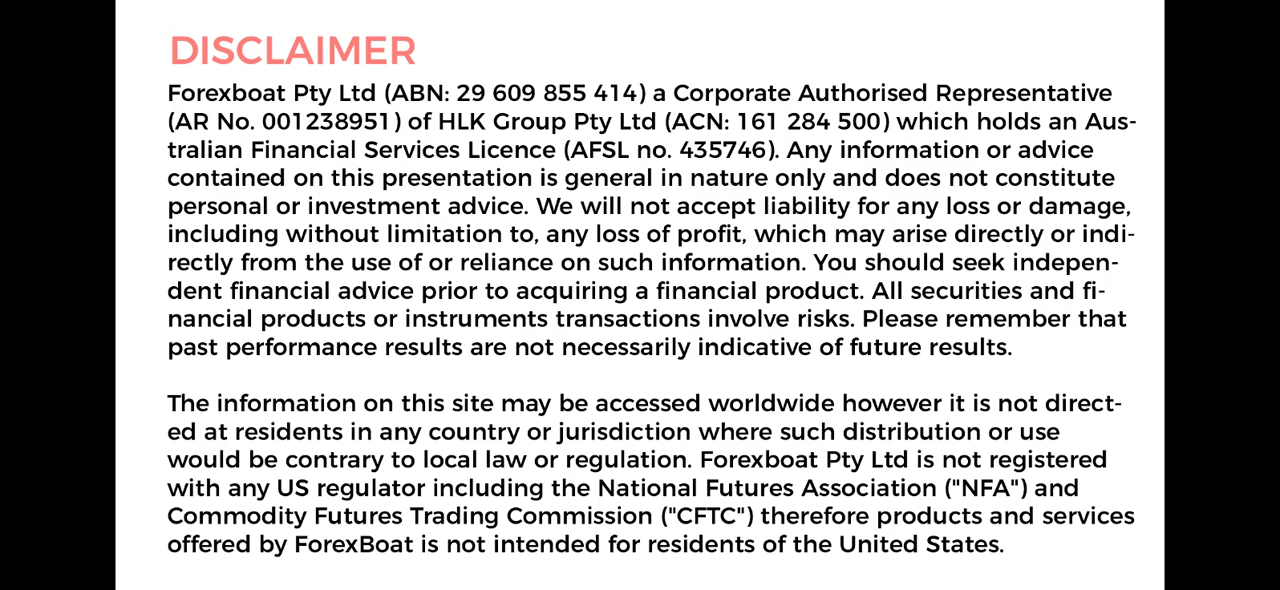 DISCLAIMER
Forexboat Pty Ltd (ABN: 29 609 855 414) a Corporate Authorised Representative
(AR No. 001238951) of HLK Group Pty Ltd (ACN: 161 284 500) which holds an Aus-
tralian Financial Services Licence (AFSL no. 435746). Any information or advice
contained on this presentation is general in nature only and does not constitute
personal or investment advice. We will not accept liability for any loss or damage,
including without limitation to, any loss of profit, which may arise directly or indi-
rectly from the use of or reliance on such information. You should seek indepen-
dent financial advice prior to acquiring a financial product. All securities and fi-
nancial products or instruments transactions involve risks. Please remember that
past performance results are not necessarily indicative of future results.
The information on this site may be accessed worldwide however it is not direct-
ed at residents in any country or jurisdiction where such distribution or use
would be contrary to local law or regulation. Forexboat Pty Ltd is not registered
with any US regulator including the National Futures Association ("NFA") and
Commodity Futures Trading Commission ("CFTC") therefore products and services
offered by ForexBoat is not intended for residents of the United States.